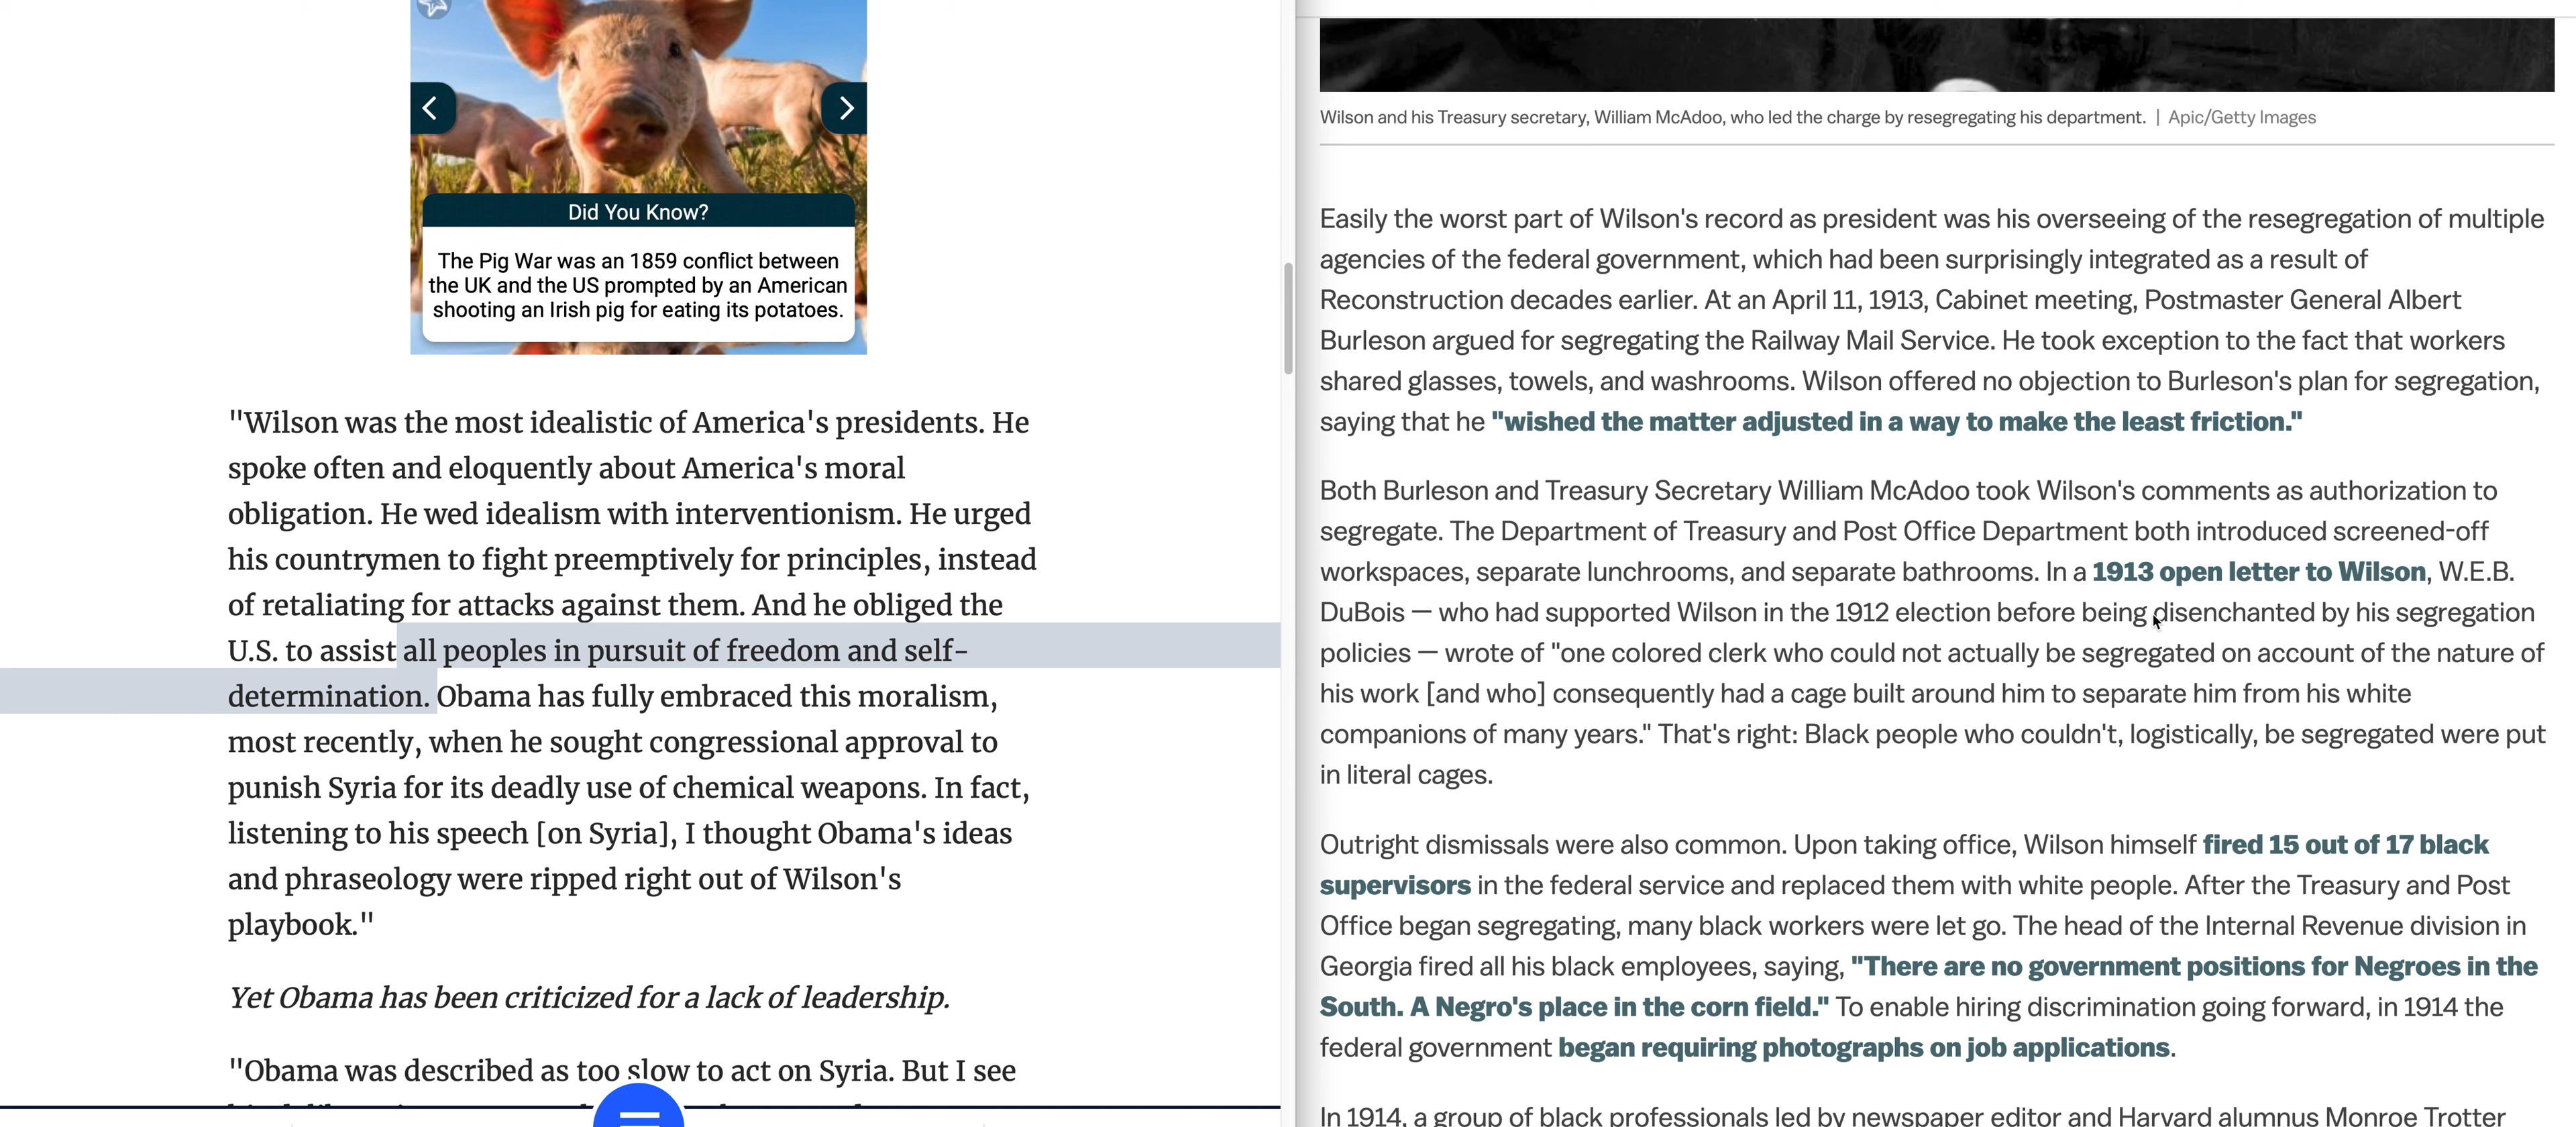 Did You Know?
The Pig War was an 1859 conflict between
the UK and the US prompted by an American
shooting an Irish pig for eating its potatoes.
"Wilson was the most idealistic of America's presidents. He
spoke often and eloquently about America's moral
obligation. He wed idealism with interventionism. He urged
his countrymen to fight preemptively for principles, instead
of retaliating for attacks against them. And he obliged the
U.S. to assist all peoples in pursuit of freedom and self-
determination. Obama has fully embraced this moralism,
most recently, when he sought congressional approval to
punish Syria for its deadly use of chemical weapons. In fact,
listening to his speech [on Syria], I thought Obama's ideas
and phraseology were ripped right out of Wilson's
playbook."
Yet Obama has been criticized for a lack of leadership.
"Obama was described as too slow to act on Syria. But I see
Wilson and his Treasury secretary, William McAdoo, who led the charge by resegregating his department. | Apic/Getty Images
Easily the worst part of Wilson's record as president was his overseeing of the resegregation of multiple
agencies of the federal government, which had been surprisingly integrated as a result of
Reconstruction decades earlier. At an April 11, 1913, Cabinet meeting, Postmaster General Albert
Burleson argued for segregating the Railway Mail Service. He took exception to the fact that workers
shared glasses, towels, and washrooms. Wilson offered no objection to Burleson's plan for segregation,
saying that he "wished the matter adjusted in a way to make the least friction."
Both Burleson and Treasury Secretary William McAdoo took Wilson's comments as authorization to
segregate. The Department of Treasury and Post Office Department both introduced screened-off
workspaces, separate lunchrooms, and separate bathrooms. In a 1913 open letter to Wilson, W.E.B.
DuBois — who had supported Wilson in the 1912 election before being disenchanted by his segregation
policies — wrote of "one colored clerk who could not actually be segregated on account of the nature of
his work [and who] consequently had a cage built around him to separate him from his white
companions of many years." That's right: Black people who couldn't, logistically, be segregated were put
in literal cages.
Outright dismissals were also common. Upon taking office, Wilson himself fired 15 out of 17 black
supervisors in the federal service and replaced them with white people. After the Treasury and Post
Office began segregating, many black workers were let go. The head of the Internal Revenue division in
Georgia fired all his black employees, saying, "There are no government positions for Negroes in the
South. A Negro's place in the corn field." To enable hiring discrimination going forward, in 1914 the
federal government began requiring photographs on job applications.
In 1914, a group of black professionals led by newspaper editor and Harvard alumnus Monroe Trotter